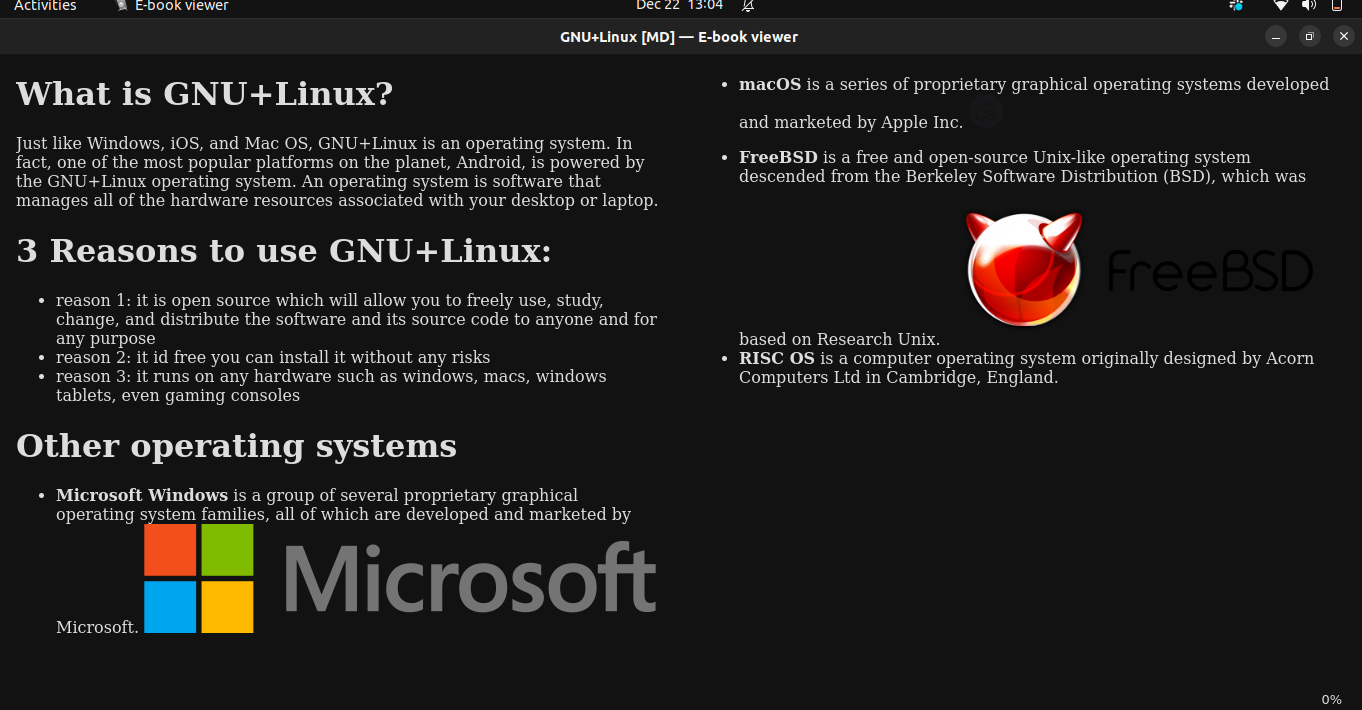 Activities
E-book viewer
Dec 22 13:04
GNU+Linux [MD] — E-book viewer
What is GNU+Linux?
Just like Windows, iOS, and Mac OS, GNU+Linux is an operating system. In
fact, one of the most popular platforms on the planet, Android, is powered by
the GNU+Linux operating system. An operating system is software that
manages all of the hardware resources associated with your desktop or laptop.
3 Reasons to use GNU+Linux:
• reason 1: it is open source which will allow you to freely use, study,
change, and distribute the software and its source code to anyone and for
any purpose
• reason 2: it id free you can install it without any risks
• reason 3: it runs on any hardware such as windows, macs, windows
tablets, even gaming consoles
Other operating systems
• Microsoft Windows is a group of several proprietary graphical
operating system families, all of which are developed and marketed by
Microsoft
Microsoft.
• macOS is a series of proprietary graphical operating systems developed
and marketed by Apple Inc.
• FreeBSD is a free and open-source Unix-like operating system
descended from the Berkeley Software Distribution (BSD), which was
FreeBSD
based on Research Unix.
• RISC OS is a computer operating system originally designed by Acorn
Computers Ltd in Cambridge, England.
0%